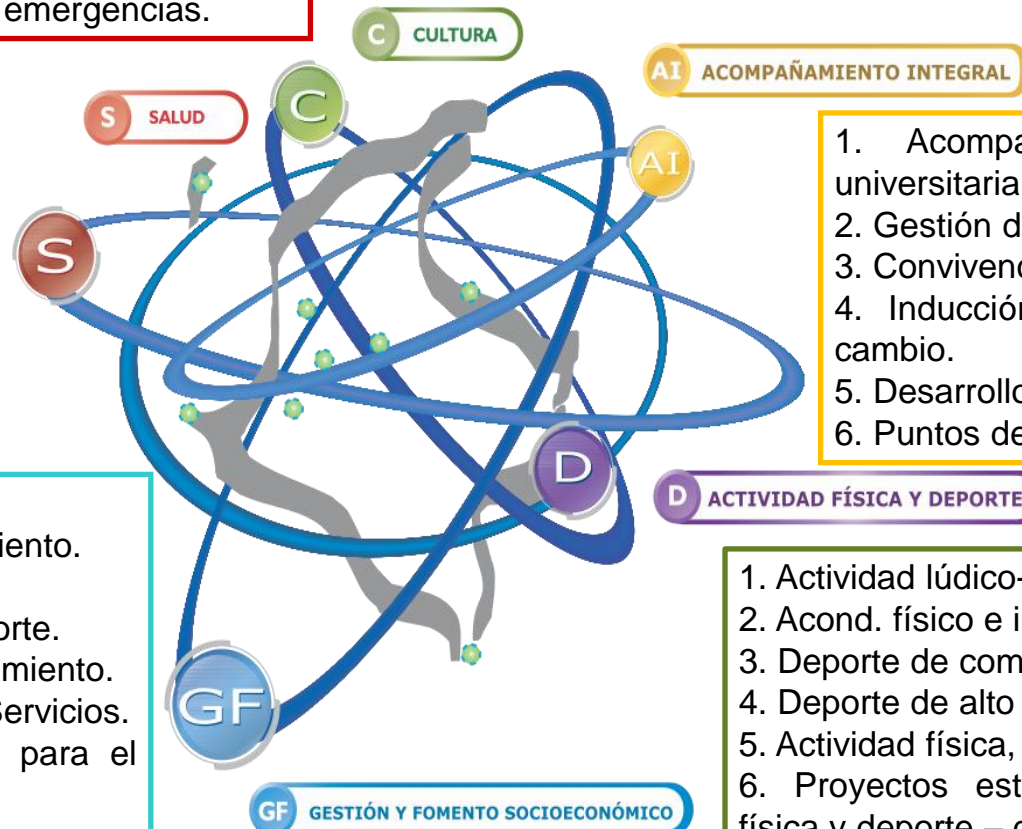 emergencias.
C CULTURA
AI ACOMPAÑAMIENTO INTEGRAL
S SALUD
C
AI
S
1. Acompa
universitaria
2. Gestión d
3. Convivenc
4. Inducción
cambio.
5. Desarrollo
6. Puntos de
D
D ACTIVIDAD FÍSICA Y DEPORTE
iento.
orte.
miento.
Servicios.
para el
1. Actividad lúdico-
2. Acond. físico e i
3. Deporte de com
4. Deporte de alto
5. Actividad física,
6. Proyectos est
física y deporte –
GF
GF GESTIÓN Y FOMENTO SOCIOECONÓMICO